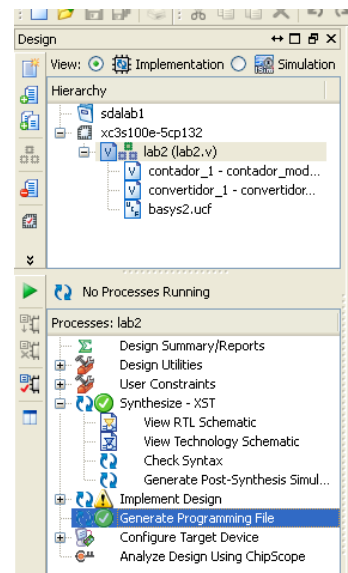 Design
View: Implementation Simulation
Hierarchy
sdalab1
xc3s100e-5cp132
lab2 (lab2.v)
contador_1 - contador_mod...
convertidor_1 - convertidor...
basys2.ucf
No Processes Running
Processes: lab2
Design Summary/Reports
Design Utilities
User Constraints
Synthesize - XST
View RTL Schematic
View Technology Schematic
Check Syntax
Generate Post-Synthesis Simul...
Implement Design
Generate Programming File
Configure Target Device
Analyze Design Using ChipScope